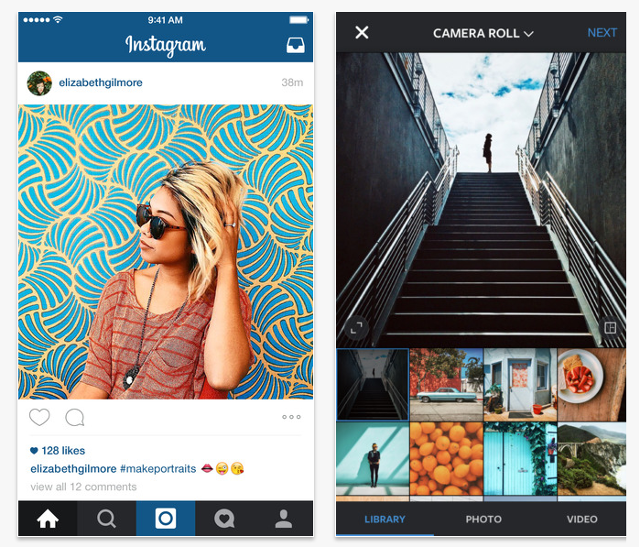 9:41 AM
Instagram
elizabethgilmore
38m
128 likes
elizabethgilmore #makeportraits 👄😜😘
view all 12 comments
CAMERA ROLL
NEXT
LIBRARY
PHOTO
VIDEO